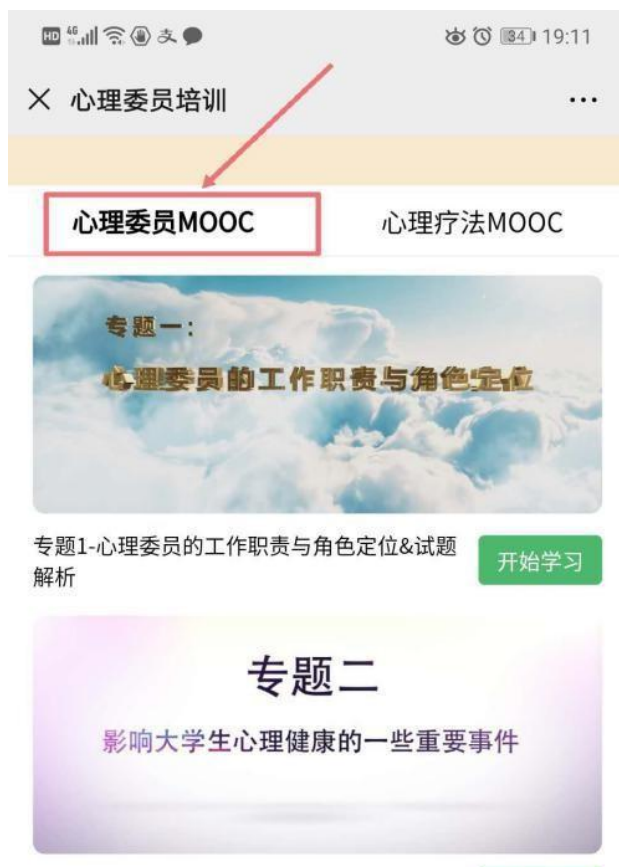 HD 4G 支 34 19:11
× 心理委员培训 ...
心理委员MOOC 心理疗法MOOC
专题一:
心理委员的工作职责与角色定位
专题1-心理委员的工作职责与角色定位&试题
解析
开始学习
专题二
影响大学生心理健康的一些重要事件